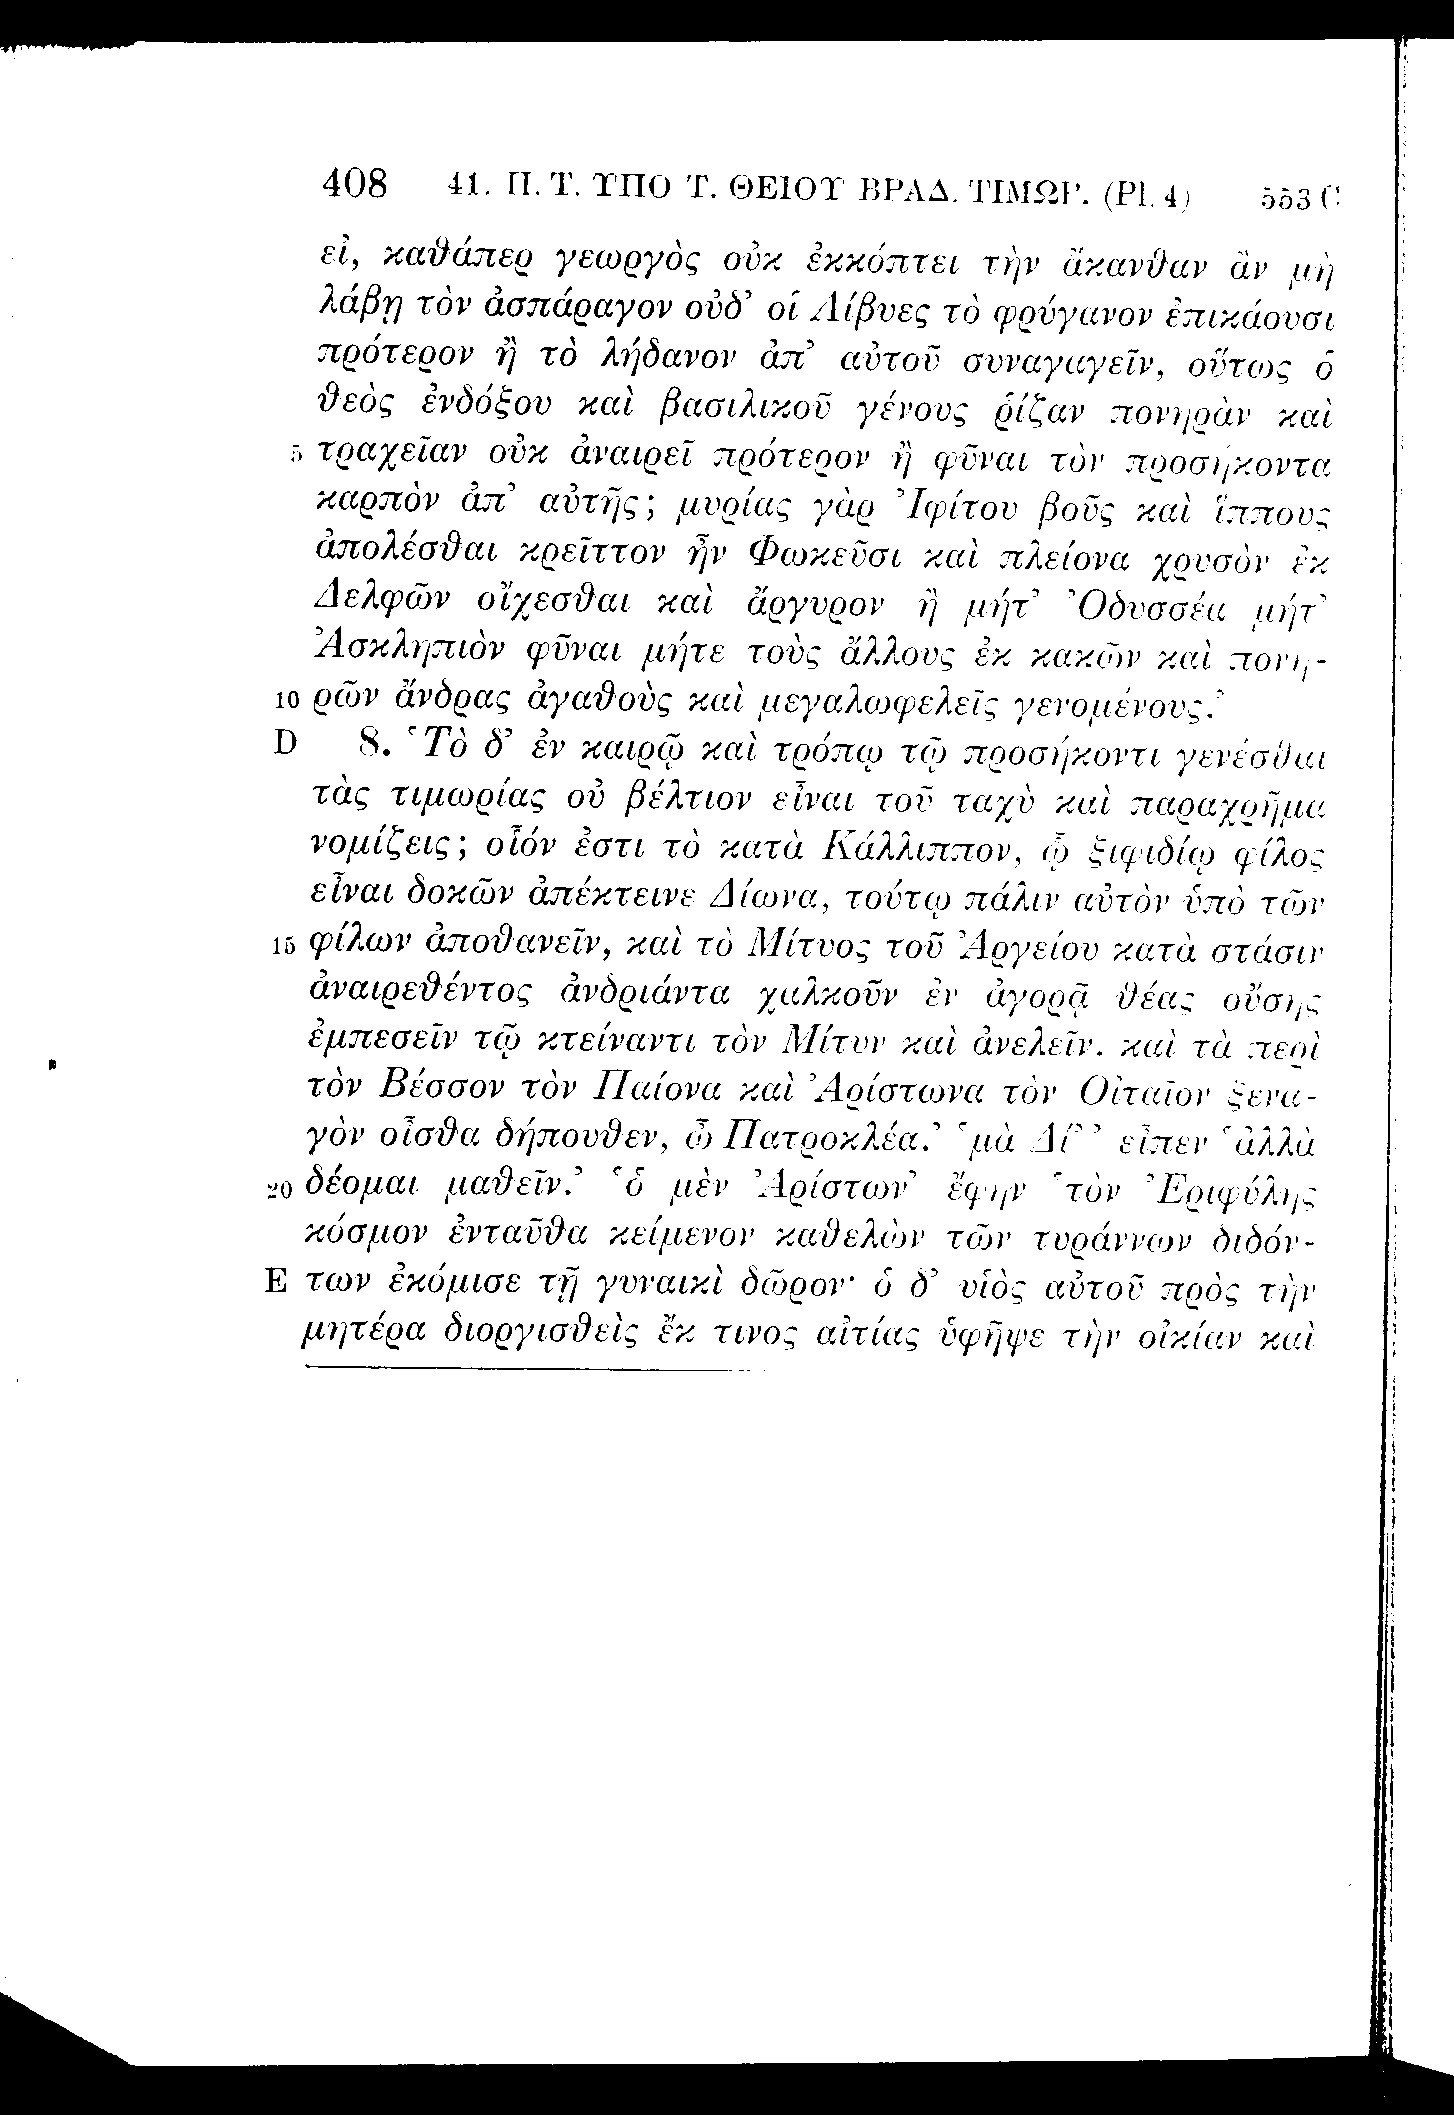 408 41. Π. Τ. ΥΠΟ Τ. ΘΕΙΟΥ ΒΡΑΔ. ΤΙΜΩΡ. (Pl. 4) 553 C
εἰ, καθάπερ γεωργὸς οὐκ ἐκκόπτει τὴν ἄκανθαν ἂν μὴ
λάβῃ τὸν ἀσπάραγον οὐδ’ οἱ Λίβυες τὸ φρύγανον ἐπικάουσι
πρότερον ἢ τὸ λήδανον ἀπ’ αὐτοῦ συναγαγεῖν, οὕτως ὁ
θεὸς ἐνδόξου καὶ βασιλικοῦ γένους ῥίζαν πονηρὰν καὶ
5 τραχεῖαν οὐκ ἀναιρεῖ πρότερον ἢ φῦναι τὸν προσήκοντα
καρπὸν ἀπ’ αὐτῆς; μυρίας γὰρ Ἰφίτου βοῦς καὶ ἵππους
ἀπολέσθαι κρεῖττον ἦν Φωκεῦσι καὶ πλείονα χρυσὸν ἐκ
Δελφῶν οἴχεσθαι καὶ ἄργυρον ἢ μήτ’ Ὀδυσσέα μήτ’
Ἀσκληπιὸν φῦναι μήτε τοὺς ἄλλους ἐκ κακῶν καὶ πονη-
10 ρῶν ἄνδρας ἀγαθοὺς καὶ μεγαλωφελεῖς γενομένους.’
D 8. ‘Τὸ δ’ ἐν καιρῷ καὶ τρόπῳ τῷ προσήκοντι γενέσθαι
τὰς τιμωρίας οὐ βέλτιον εἶναι τοῦ ταχὺ καὶ παραχρῆμα
νομίζεις; οἷόν ἐστι τὸ κατὰ Κάλλιππον, ᾧ ξιφιδίῳ φίλος
εἶναι δοκῶν ἀπέκτεινε Δίωνα, τούτῳ πάλιν αὐτὸν ὑπὸ τῶν
15 φίλων ἀποθανεῖν, καὶ τὸ Μίτυος τοῦ Ἀργείου κατὰ στάσιν
ἀναιρεθέντος ἀνδριάντα χαλκοῦν ἐν ἀγορᾷ θέας οὔσης
ἐμπεσεῖν τῷ κτείναντι τὸν Μίτυν καὶ ἀνελεῖν. καὶ τὰ περὶ
τὸν Βέσσον τὸν Παίονα καὶ Ἀρίστωνα τὸν Οἰταῖον ξενα-
γὸν οἶσθα δήπουθεν, ὦ Πατροκλέα.’ ‘μὰ Δί’’ εἶπεν ‘ἀλλὰ
20 δέομαι μαθεῖν.’ ‘ὁ μὲν Ἀρίστων’ ἔφην ‘τὸν Ἐριφύλης
κόσμον ἐνταῦθα κείμενον καθελὼν τῶν τυράννων διδόν-
E των ἐκόμισε τῇ γυναικὶ δῶρον· ὁ δ’ υἱὸς αὐτοῦ πρὸς τὴν
μητέρα διοργισθεὶς ἔκ τινος αἰτίας ὑφῆψε τὴν οἰκίαν καὶ